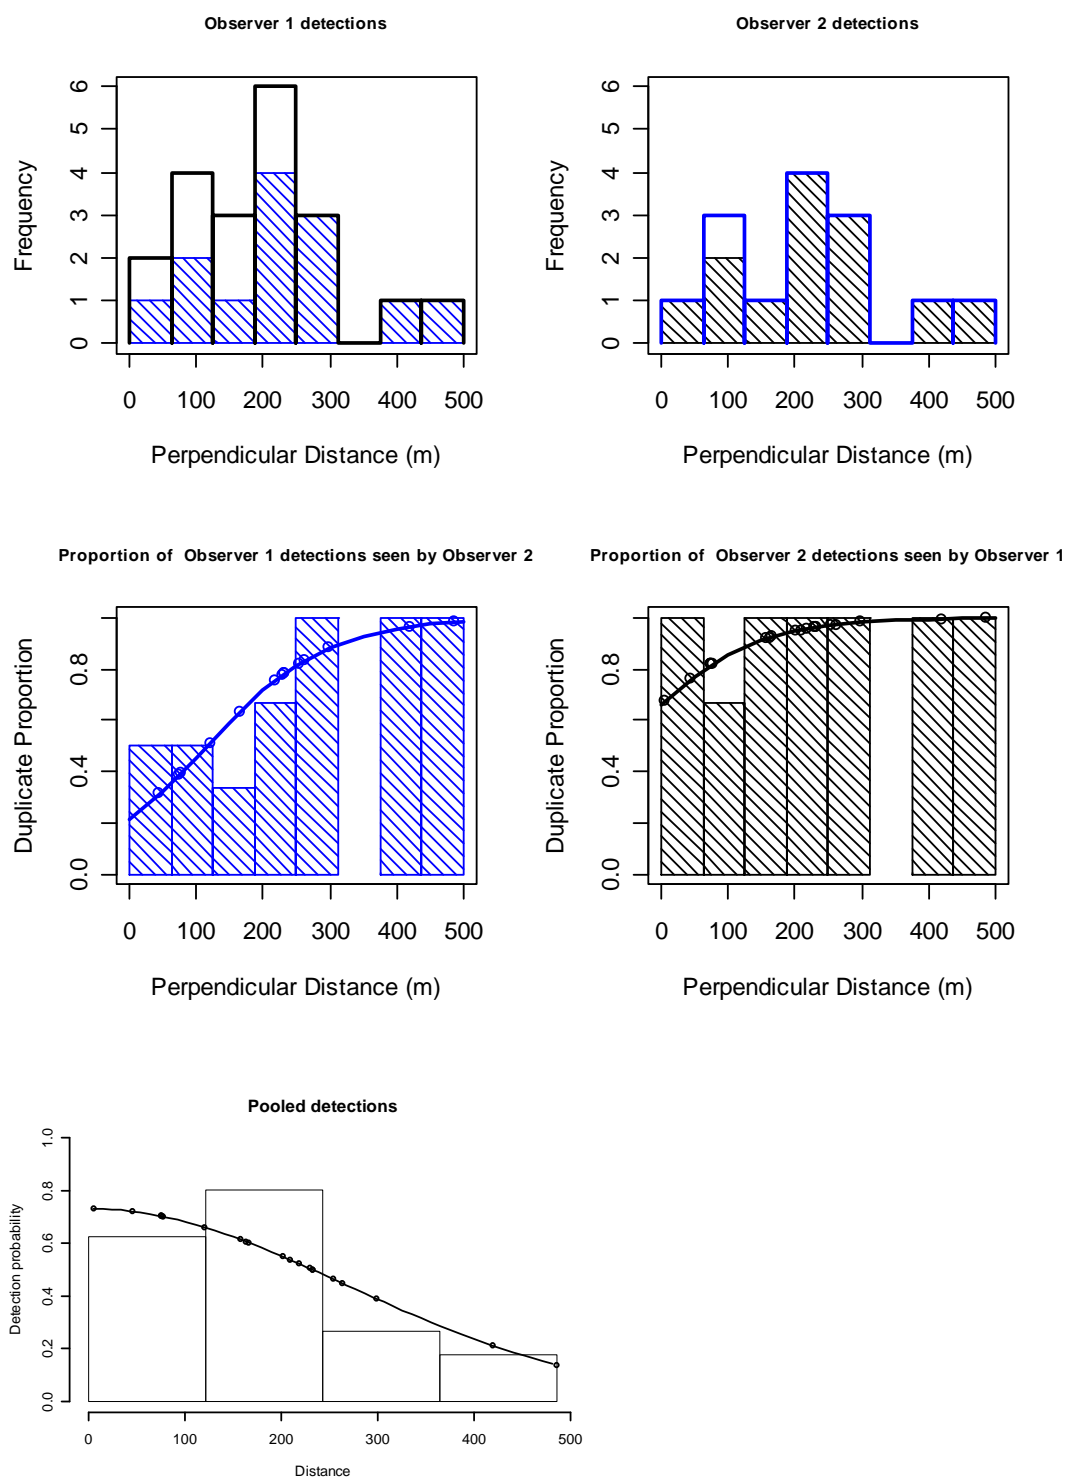 Observer 1 detections
Observer 2 detections
Frequency
0 1 2 3 4 5 6
0 100 200 300 400 500
Perpendicular Distance (m)
Frequency
0 1 2 3 4 5 6
0 100 200 300 400 500
Perpendicular Distance (m)
Proportion of Observer 1 detections seen by Observer 2
Proportion of Observer 2 detections seen by Observer 1
Duplicate Proportion
0.0 0.4 0.8
0 100 200 300 400 500
Perpendicular Distance (m)
Duplicate Proportion
0.0 0.4 0.8
0 100 200 300 400 500
Perpendicular Distance (m)
Pooled detections
Detection probability
0.0 0.2 0.4 0.6 0.8 1.0
0 100 200 300 400 500
Distance